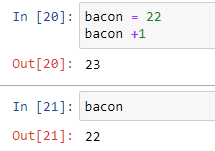 In [20]: bacon = 22
bacon +1
Out[20]: 23
In [21]: bacon
Out[21]: 22